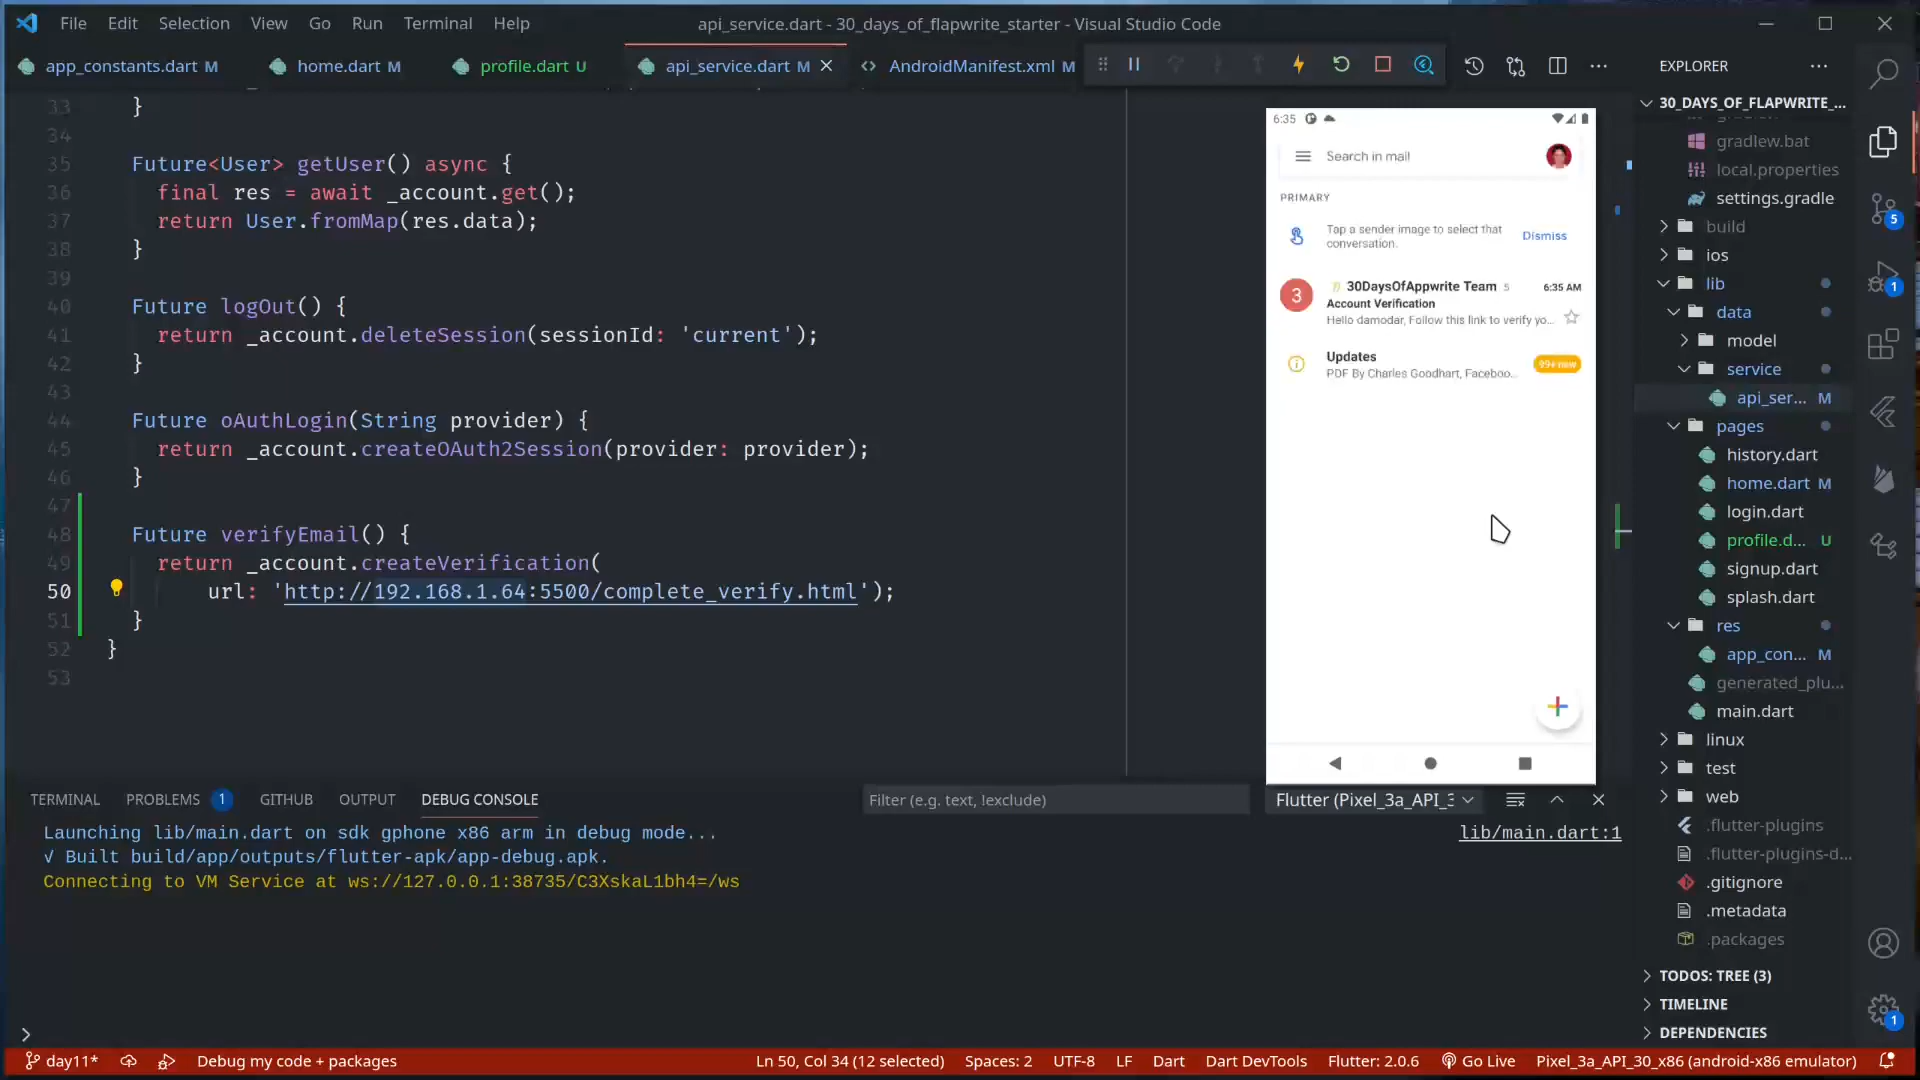 File Edit Selection View Go Run Terminal Help
api_service.dart - 30_days_of_flapwrite_starter - Visual Studio Code
app_constants.dart M
home.dart M
profile.dart U
api_service.dart M
AndroidManifest.xml M
EXPLORER
33 }
34
35 Future<User> getUser() async {
36 final res = await _account.get();
37 return User.fromMap(res.data);
38 }
39
40 Future logOut() {
41 return _account.deleteSession(sessionId: 'current');
42 }
43
44 Future oAuthLogin(String provider) {
45 return _account.createOAuth2Session(provider: provider);
46 }
47
48 Future verifyEmail() {
49 return _account.createVerification(
50 url: 'http://192.168.1.64:5500/complete_verify.html');
51 }
52 }
53
6:35
Search in mail
PRIMARY
Tap a sender image to select that
conversation.
Dismiss
3
30DaysOfAppwrite Team 5
6:35 AM
Account Verification
Hello damodar, Follow this link to verify yo...
Updates
PDF By Charles Goodhart, Faceboo...
99+ new
30_DAYS_OF_FLAPWRITE_...
gradlew.bat
local.properties
settings.gradle
build
ios
lib
data
model
service
api_ser... M
pages
history.dart
home.dart M
login.dart
profile.d... U
signup.dart
splash.dart
res
app_con... M
generated_plu...
main.dart
linux
test
web
.flutter-plugins
.flutter-plugins-d...
.gitignore
.metadata
.packages
TODOS: TREE (3)
TIMELINE
DEPENDENCIES
5
1
1
TERMINAL PROBLEMS 1 GITHUB OUTPUT DEBUG CONSOLE
Filter (e.g. text, !exclude)
Flutter (Pixel_3a_API_3
Launching lib/main.dart on sdk gphone x86 arm in debug mode...
lib/main.dart:1
√ Built build/app/outputs/flutter-apk/app-debug.apk.
Connecting to VM Service at ws://127.0.0.1:38735/C3XskaL1bh4=/ws
day11*
Debug my code + packages
Ln 50, Col 34 (12 selected)
Spaces: 2
UTF-8
LF
Dart
Dart DevTools
Flutter: 2.0.6
Go Live
Pixel_3a_API_30_x86 (android-x86 emulator)